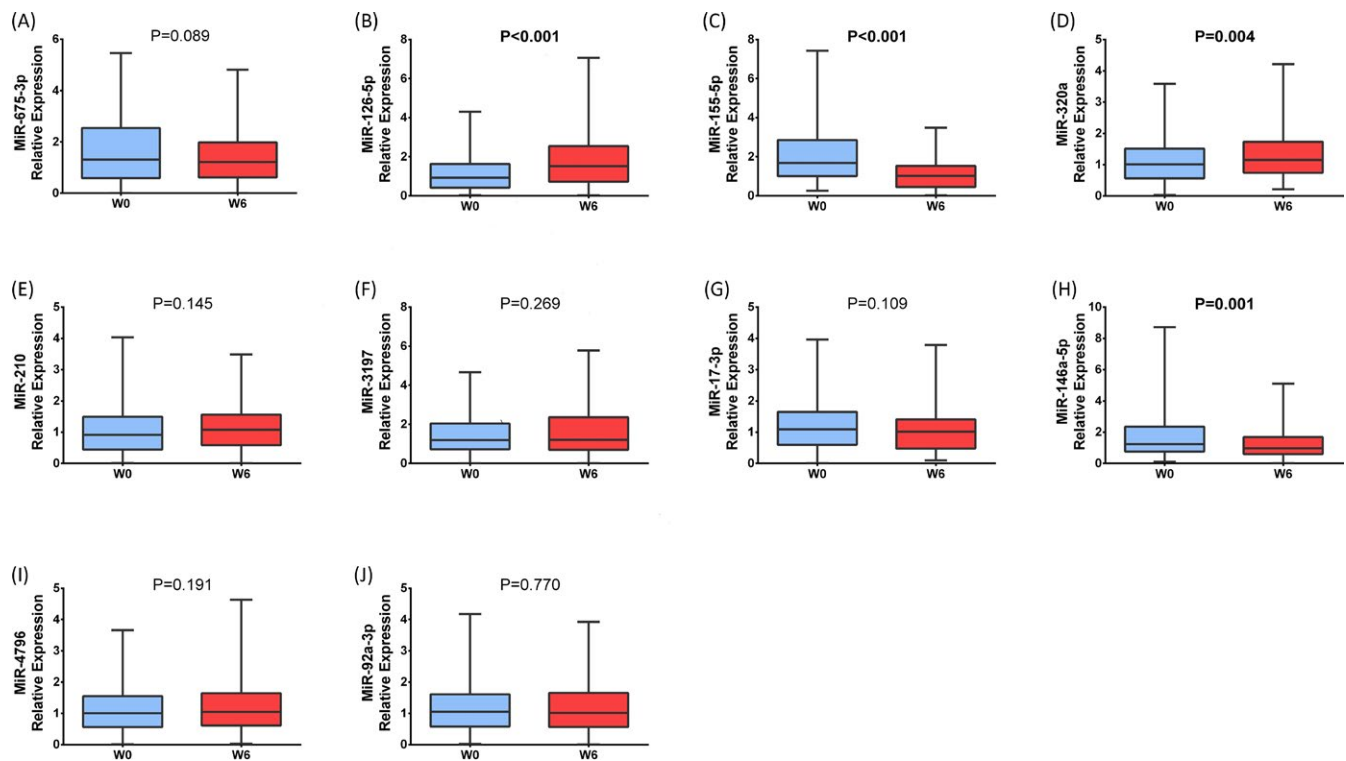 (A)
P=0.089
MiR-675-3p
Relative Expression
6
4
2
0
W0 W6
(B)
P<0.001
MiR-126-5p
Relative Expression
8
6
4
2
0
W0 W6
(C)
P<0.001
MiR-155-5p
Relative Expression
8
6
4
2
0
W0 W6
(D)
P=0.004
MiR-320a
Relative Expression
5
4
3
2
1
0
W0 W6
(E)
P=0.145
MiR-210
Relative Expression
5
4
3
2
1
0
W0 W6
(F)
P=0.269
MiR-3197
Relative Expression
8
6
4
2
0
W0 W6
(G)
P=0.109
MiR-17-3p
Relative Expression
5
4
3
2
1
0
W0 W6
(H)
P=0.001
MiR-146a-5p
Relative Expression
10
8
6
4
2
0
W0 W6
(I)
P=0.191
MiR-4796
Relative Expression
5
4
3
2
1
0
W0 W6
(J)
P=0.770
MiR-92a-3p
Relative Expression
5
4
3
2
1
0
W0 W6